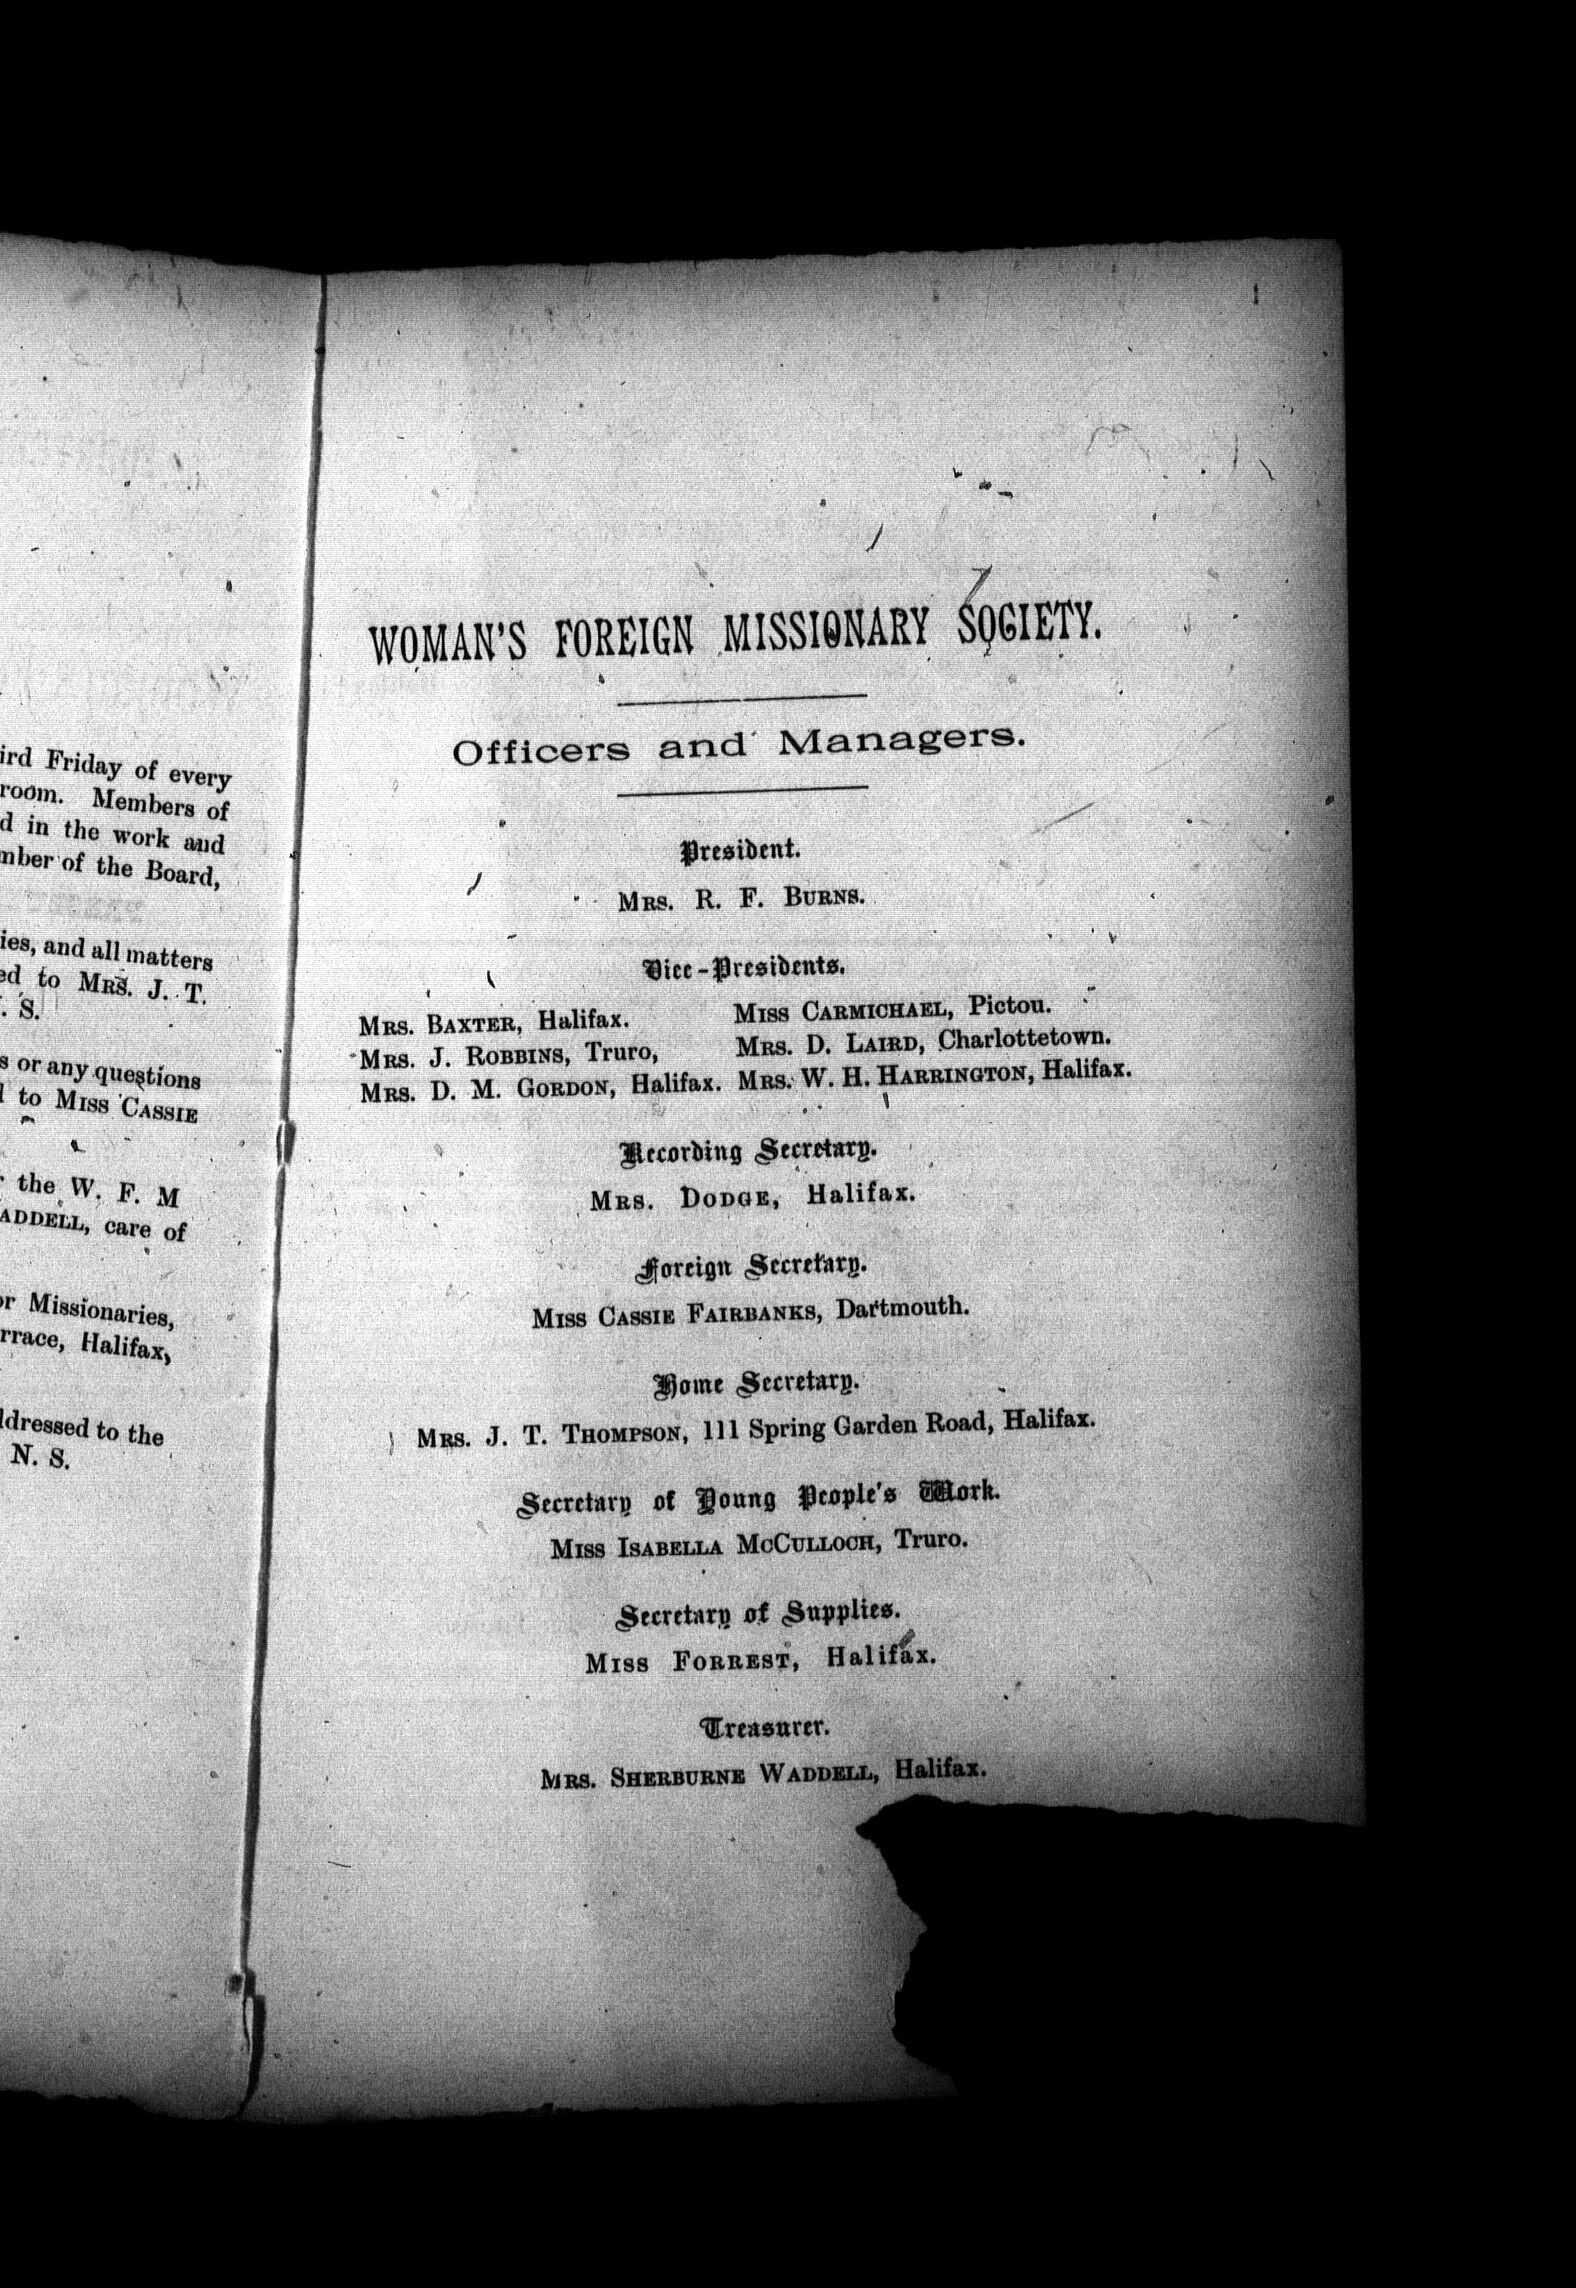 ird Friday of every
room. Members of
d in the work and
mber of the Board,
ies, and all matters
ed to MRS. J. T.
. S.
s or any questions
l to MISS CASSIE
the W. F. M
ADDELL, care of
or Missionaries,
rrace, Halifax,
ddressed to the
N. S.
WOMAN'S FOREIGN MISSIONARY SOCIETY.
Officers and Managers.
President.
MRS. R. F. BURNS.
Vice-Presidents.
MRS. BAXTER, Halifax. MISS CARMICHAEL, Pictou.
MRS. J. ROBBINS, Truro, MRS. D. LAIRD, Charlottetown.
MRS. D. M. GORDON, Halifax. MRS. W. H. HARRINGTON, Halifax.
Recording Secretary.
MRS. DODGE, Halifax.
Foreign Secretary.
MISS CASSIE FAIRBANKS, Dartmouth.
Home Secretary.
MRS. J. T. THOMPSON, 111 Spring Garden Road, Halifax.
Secretary of Young People's Work.
MISS ISABELLA MCCULLOCH, Truro.
Secretary of Supplies.
MISS FORREST, Halifax.
Treasurer.
MRS. SHERBURNE WADDELL, Halifax.